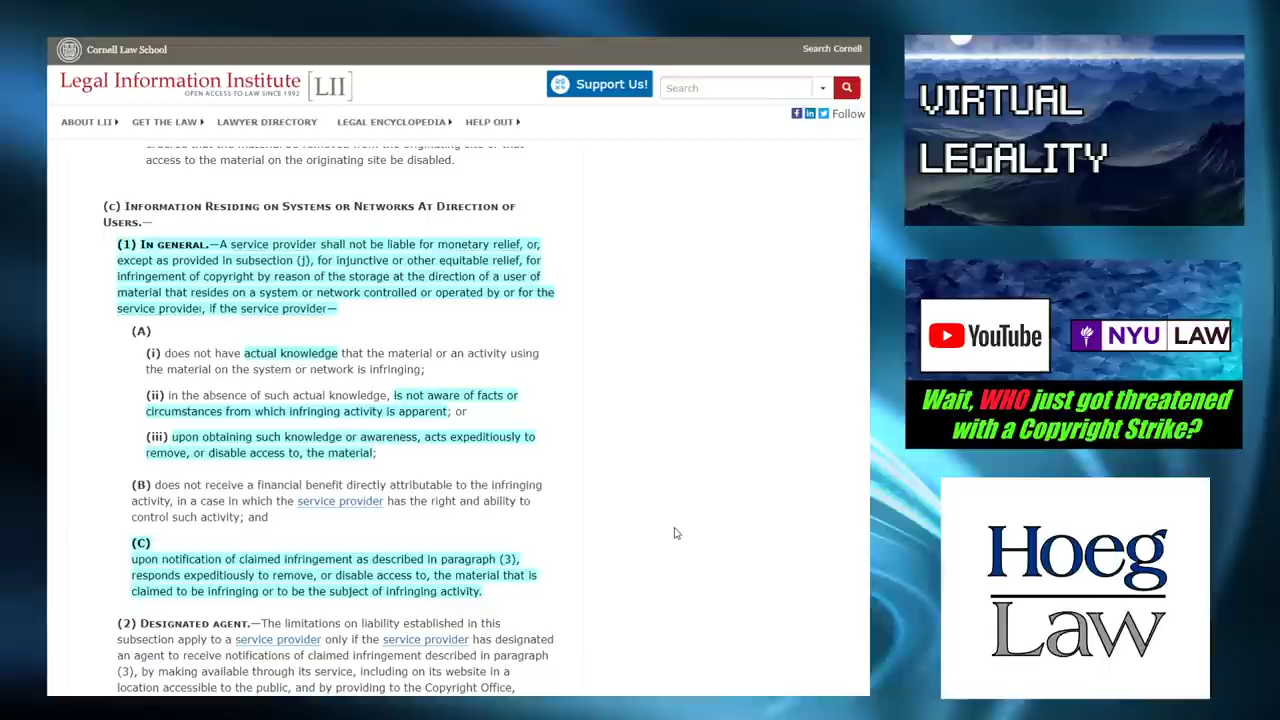 Cornell Law School
Search Cornell
Legal Information Institute [LII]
OPEN ACCESS TO LAW SINCE 1992
Support Us!
Search
Follow
ABOUT LII
GET THE LAW
LAWYER DIRECTORY
LEGAL ENCYCLOPEDIA
HELP OUT
access to the material on the originating site be disabled.
(c) Information Residing on Systems or Networks At Direction of
Users.—
(1) In general.—A service provider shall not be liable for monetary relief, or,
except as provided in subsection (j), for injunctive or other equitable relief, for
infringement of copyright by reason of the storage at the direction of a user of
material that resides on a system or network controlled or operated by or for the
service provider, if the service provider—
(A)
(i) does not have actual knowledge that the material or an activity using
the material on the system or network is infringing;
(ii) in the absence of such actual knowledge, is not aware of facts or
circumstances from which infringing activity is apparent; or
(iii) upon obtaining such knowledge or awareness, acts expeditiously to
remove, or disable access to, the material;
(B) does not receive a financial benefit directly attributable to the infringing
activity, in a case in which the service provider has the right and ability to
control such activity; and
(C)
upon notification of claimed infringement as described in paragraph (3),
responds expeditiously to remove, or disable access to, the material that is
claimed to be infringing or to be the subject of infringing activity.
(2) Designated agent.—The limitations on liability established in this
subsection apply to a service provider only if the service provider has designated
an agent to receive notifications of claimed infringement described in paragraph
(3), by making available through its service, including on its website in a
location accessible to the public, and by providing to the Copyright Office,
VIRTUAL
LEGALITY
YouTube
NYU LAW
Wait, WHO just got threatened
with a Copyright Strike?
Hoeg
Law